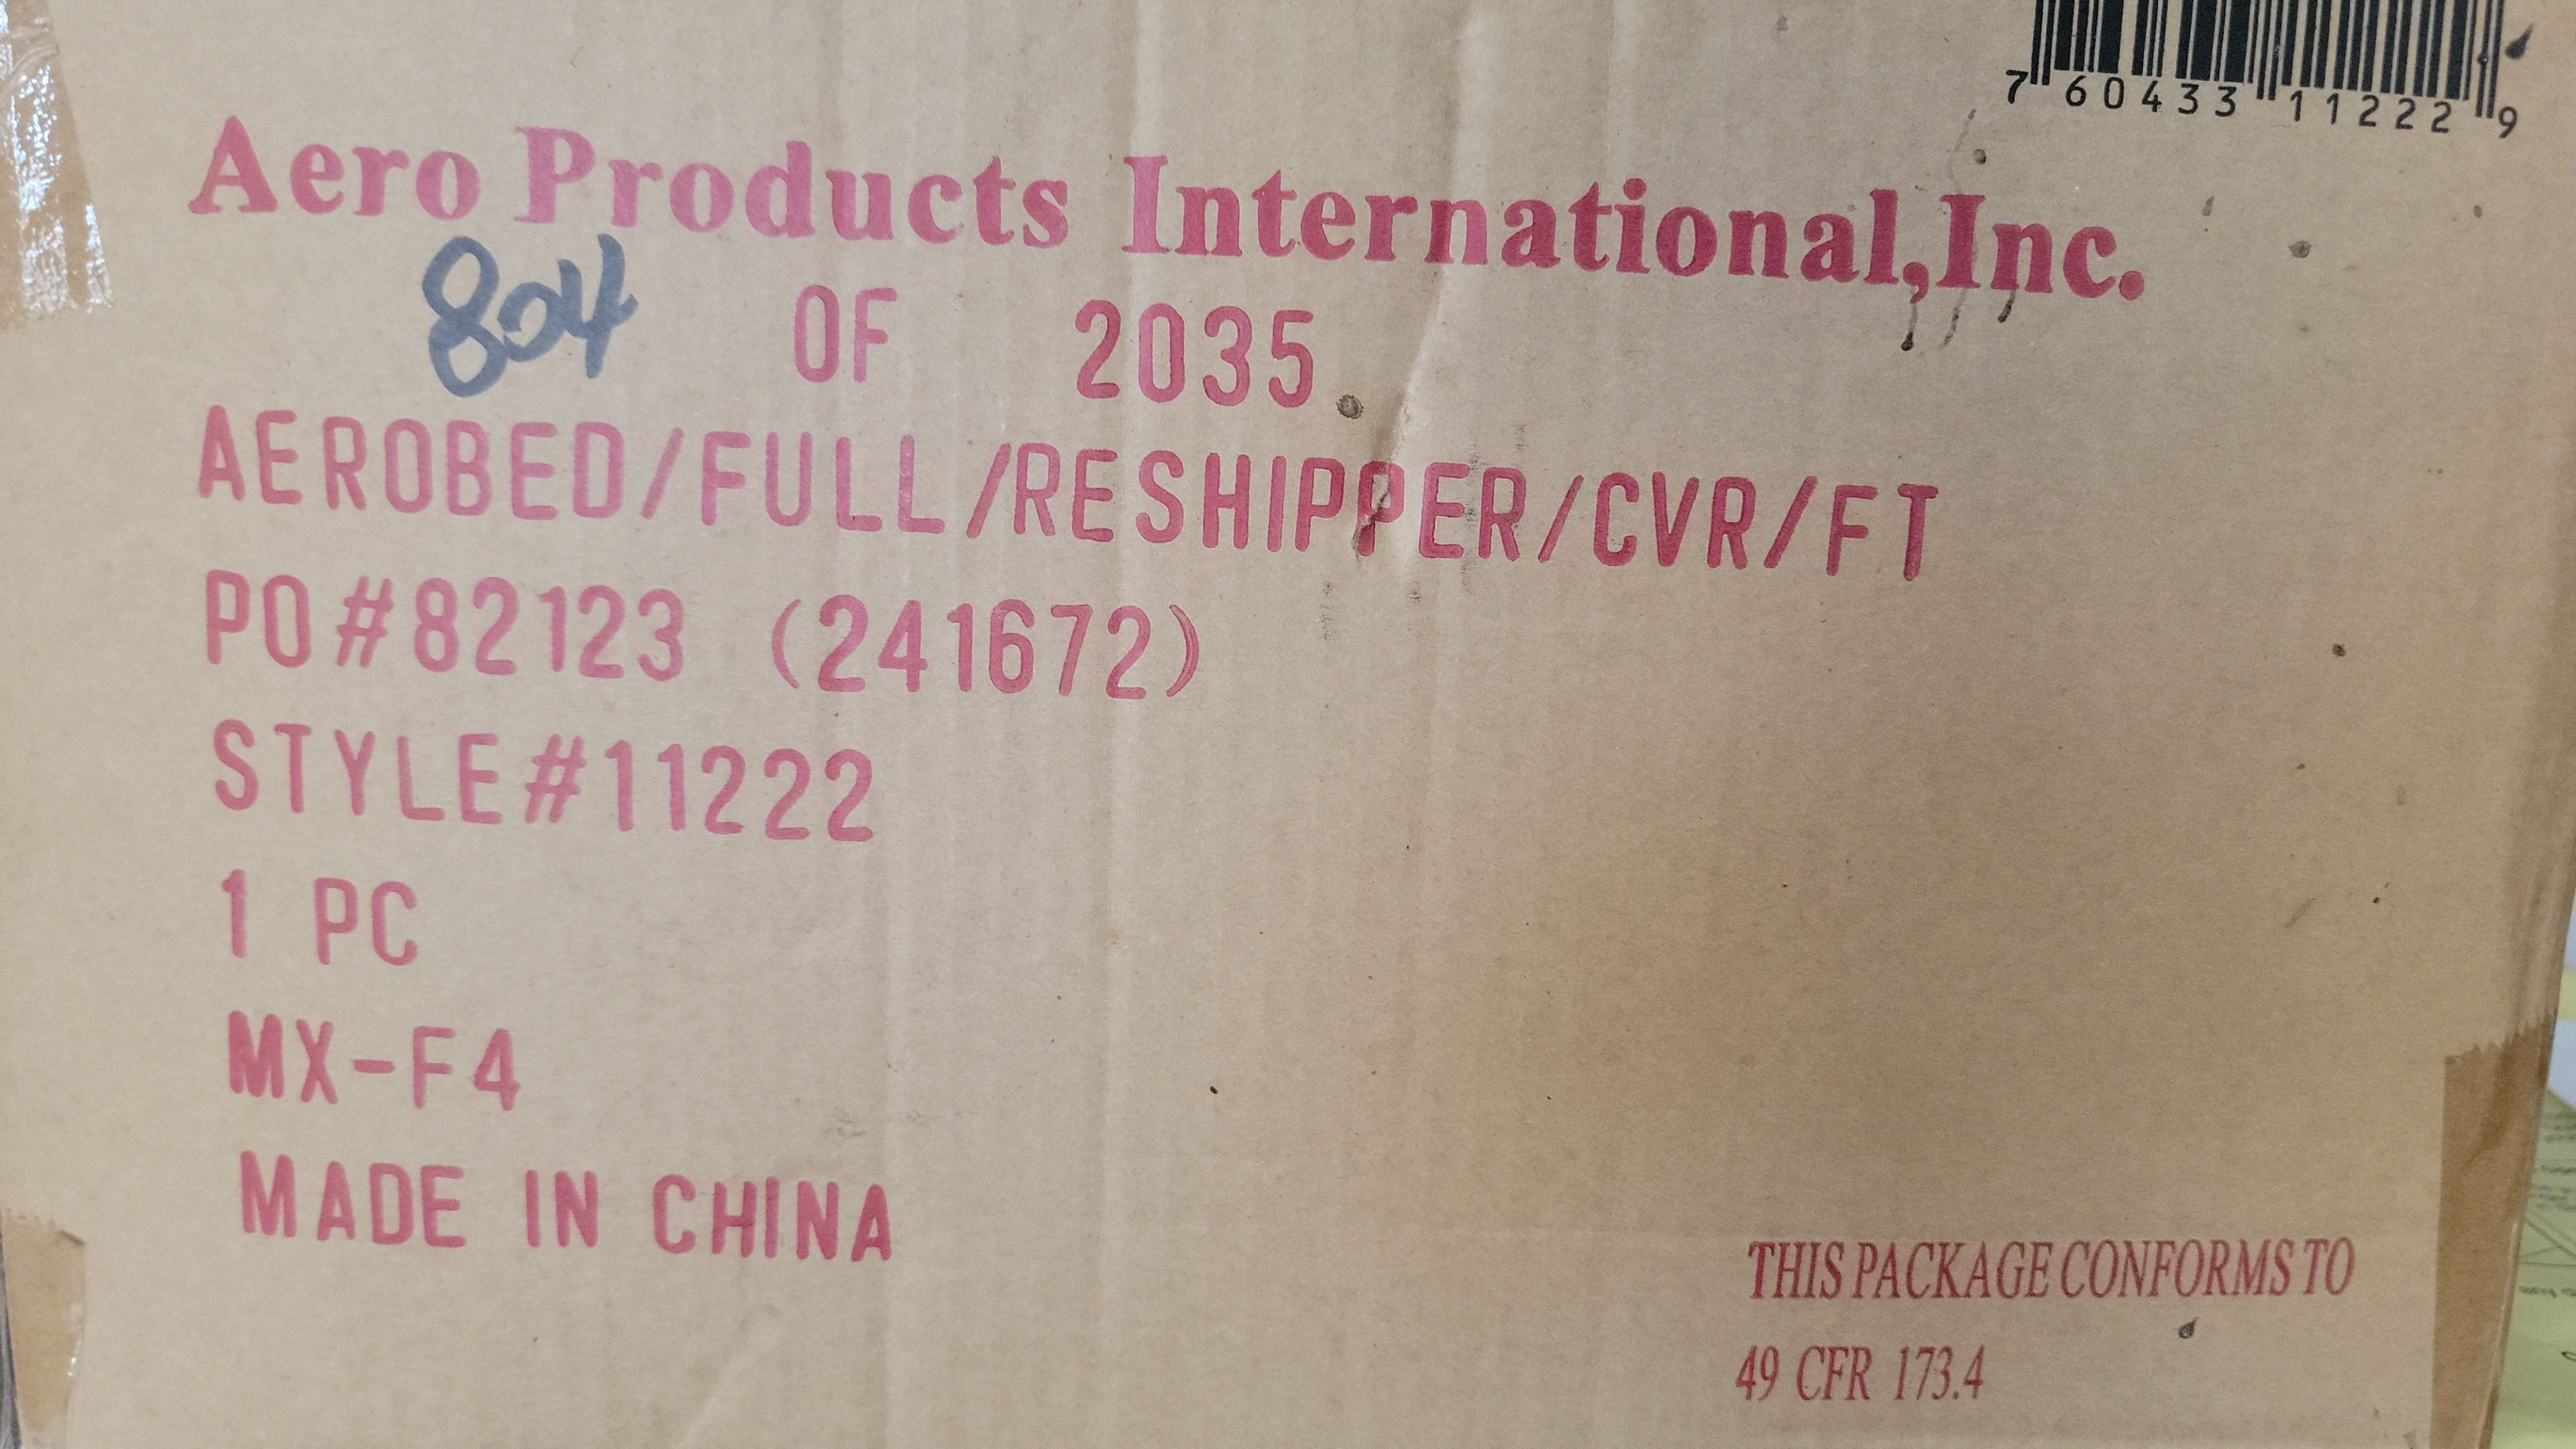 7 60433 11222 9
Aero Products International,Inc.
804 OF 2035
AEROBED/FULL/RESHIPPER/CVR/FT
PO#82123 (241672)
STYLE#11222
1 PC
MX-F4
MADE IN CHINA
THIS PACKAGE CONFORMS TO
49 CFR 173.4